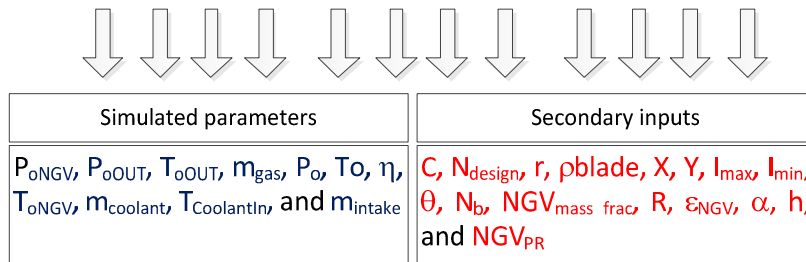 Simulated parameters
Secondary inputs
PoNGV, PoOUT, ToOUT, mgas, Po, To, η,
ToNGV, mcoolant, TCoolantIn, and mintake
C, Ndesign, r, ρblade, X, Y, Imax, Imin,
θ, Nb, NGVmass frac, R, εNGV, α, h,
and NGVPR